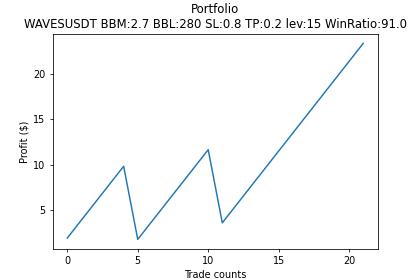 Portfolio
WAVESUSDT BBM:2.7 BBL:280 SL:0.8 TP:0.2 lev:15 WinRatio:91.0
Profit ($)
20
15
10
5
0 5 10 15 20
Trade counts